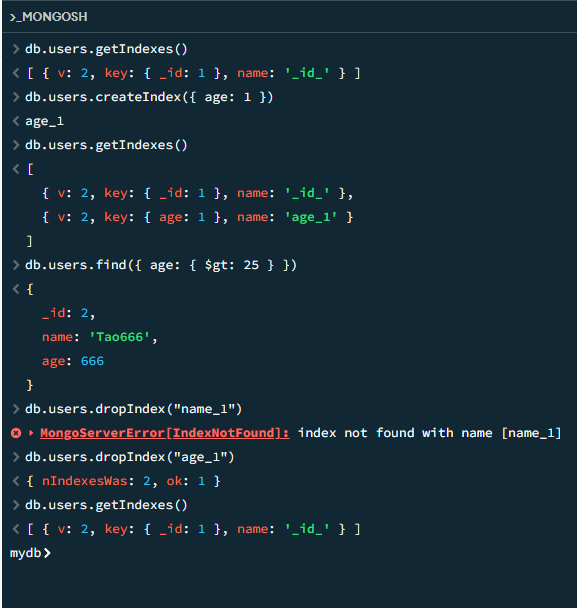 >_MONGOSH
> db.users.getIndexes()
< [ { v: 2, key: { _id: 1 }, name: '_id_' } ]
> db.users.createIndex({ age: 1 })
< age_1
> db.users.getIndexes()
< [
{ v: 2, key: { _id: 1 }, name: '_id_' },
{ v: 2, key: { age: 1 }, name: 'age_1' }
]
> db.users.find({ age: { $gt: 25 } })
< {
_id: 2,
name: 'Tao666',
age: 666
}
> db.users.dropIndex("name_1")
MongoServerError[IndexNotFound]: index not found with name [name_1]
> db.users.dropIndex("age_1")
< { nIndexesWas: 2, ok: 1 }
> db.users.getIndexes()
< [ { v: 2, key: { _id: 1 }, name: '_id_' } ]
mydb>